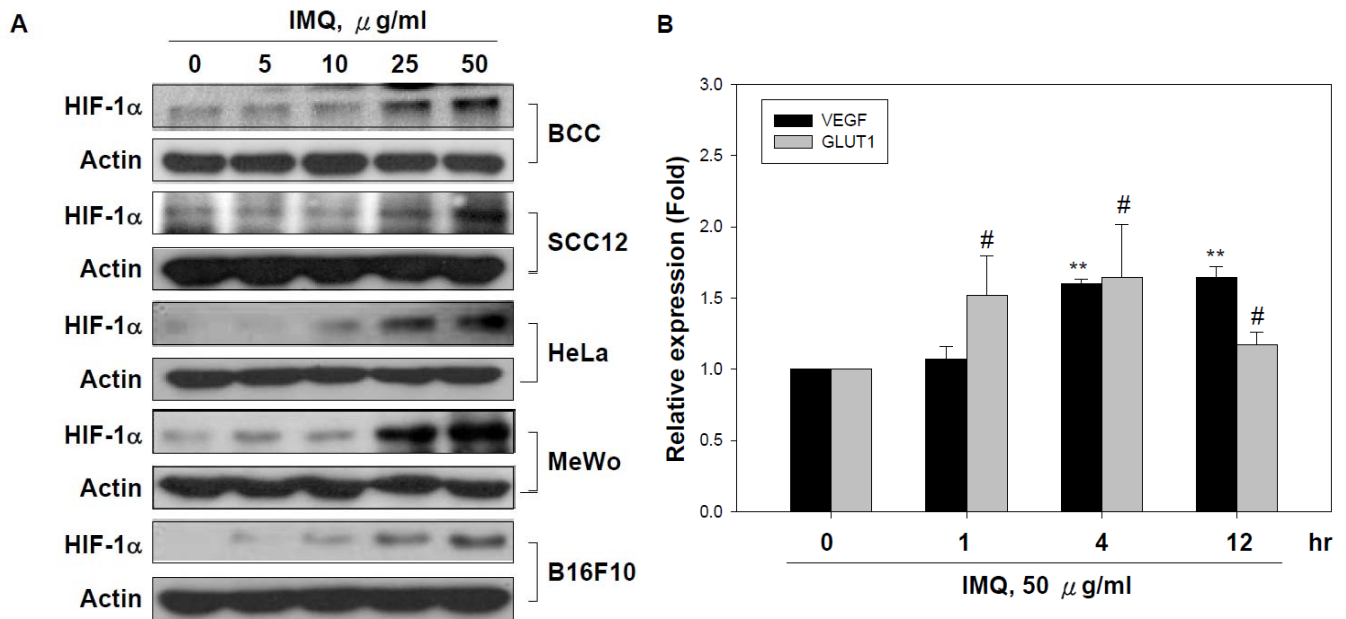 A
IMQ, μg/ml
0 5 10 25 50
HIF-1α
Actin
BCC
HIF-1α
Actin
SCC12
HIF-1α
Actin
HeLa
HIF-1α
Actin
MeWo
HIF-1α
Actin
B16F10
B
Relative expression (Fold)
3.0
2.5
2.0
1.5
1.0
0.5
0.0
VEGF
GLUT1
#
**
#
**
#
0 1 4 12 hr
IMQ, 50 μg/ml